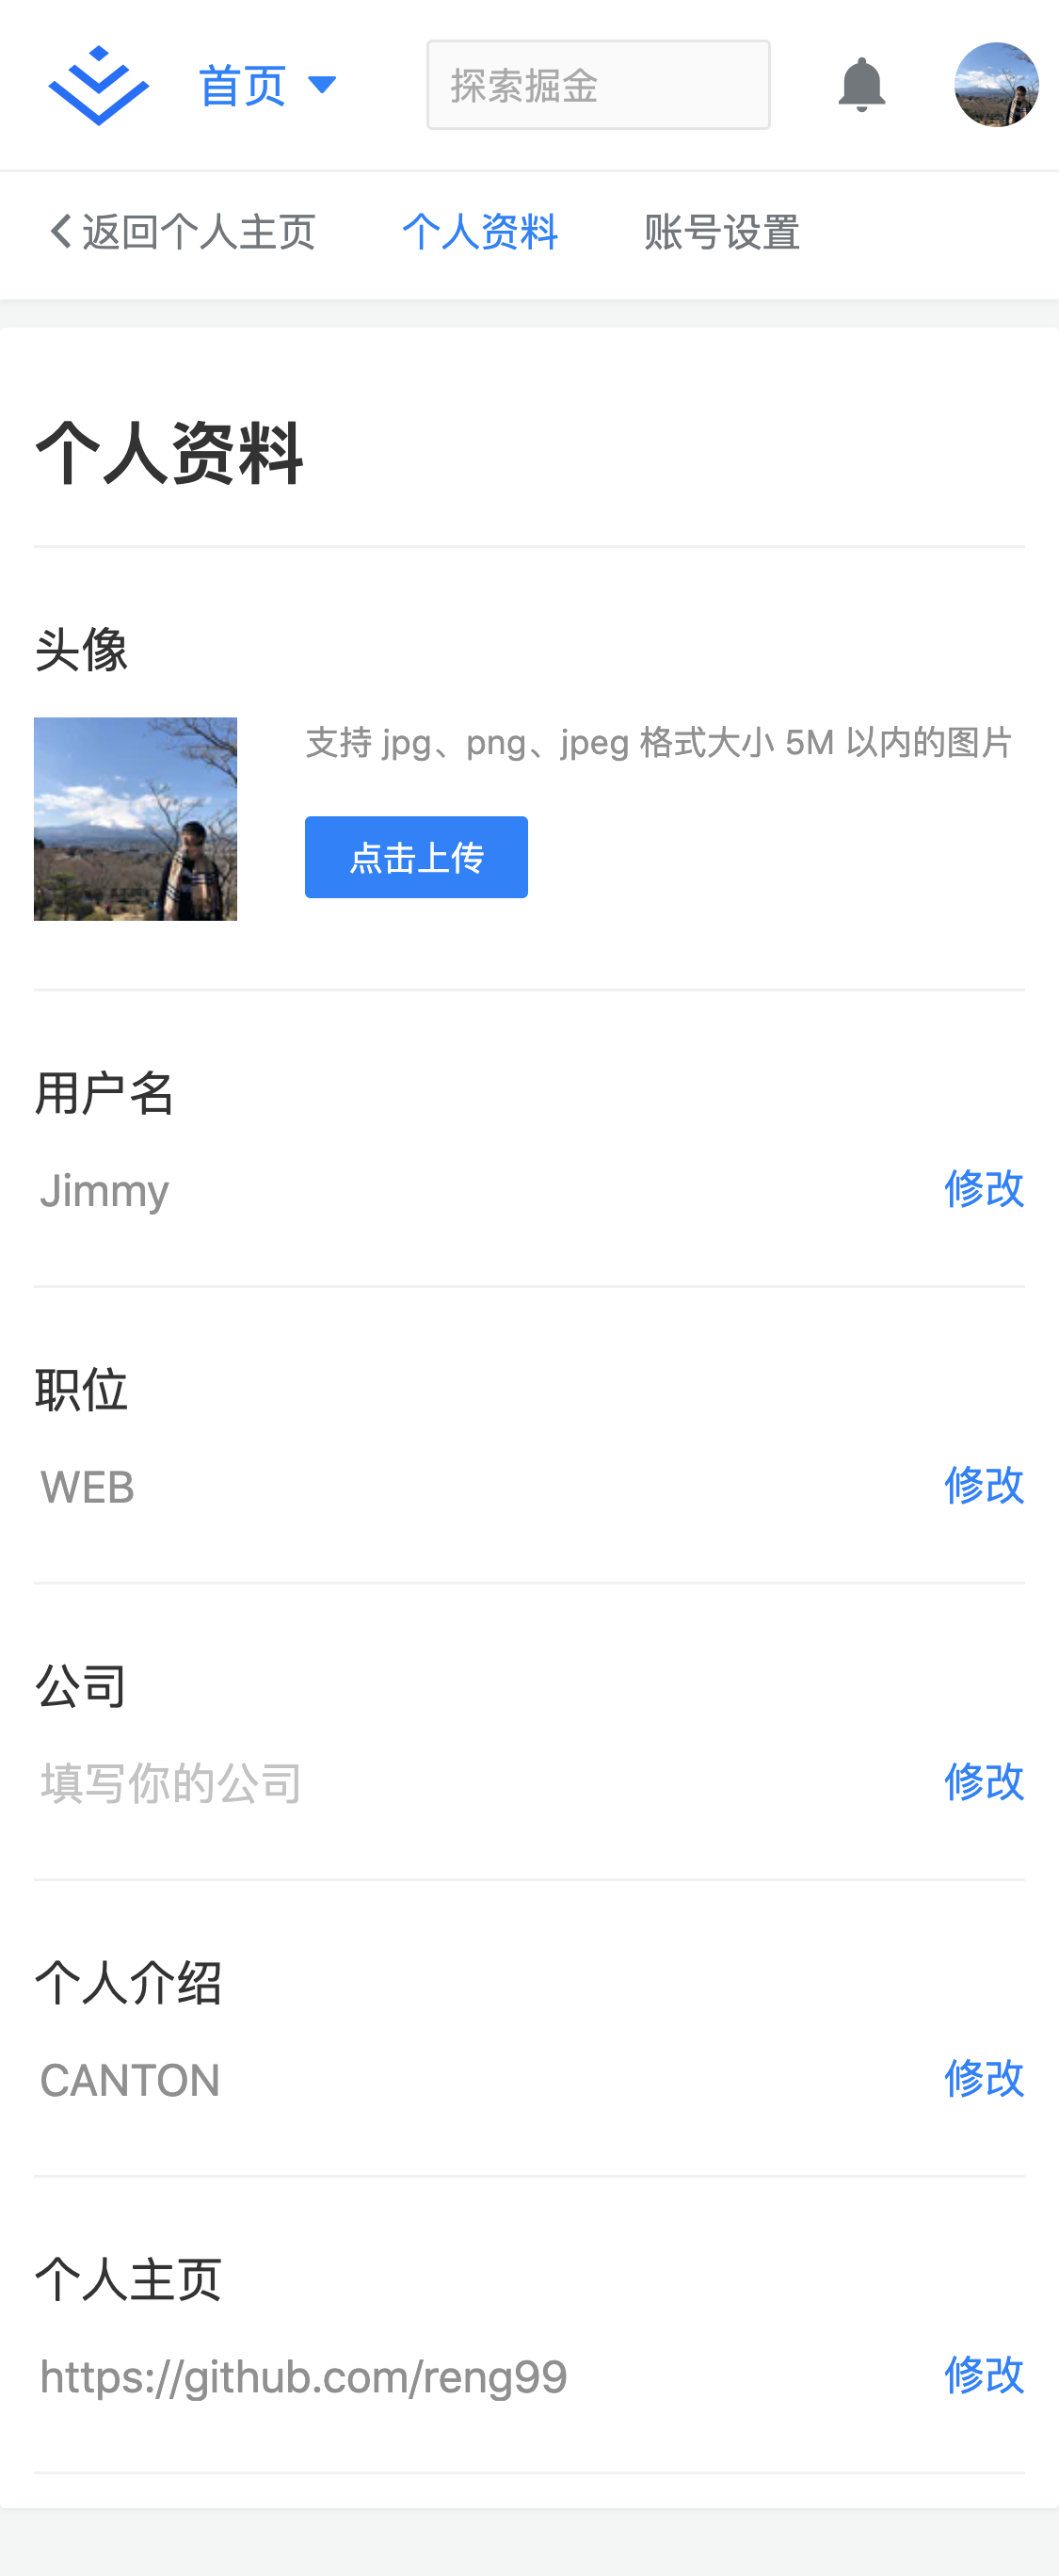 首页
探索掘金
返回个人主页 个人资料 账号设置
个人资料
头像
支持 jpg、png、jpeg 格式大小 5M 以内的图片
点击上传
用户名
Jimmy 修改
职位
WEB 修改
公司
填写你的公司 修改
个人介绍
CANTON 修改
个人主页
https://github.com/reng99 修改